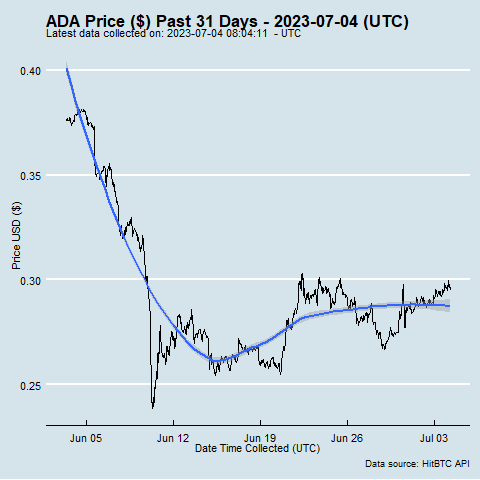 ADA Price ($) Past 31 Days - 2023-07-04 (UTC)
Latest data collected on: 2023-07-04 08:04:11 - UTC
0.40
0.35
0.30
0.25
Price USD ($)
Jun 05 Jun 12 Jun 19 Jun 26 Jul 03
Date Time Collected (UTC)
Data source: HitBTC API